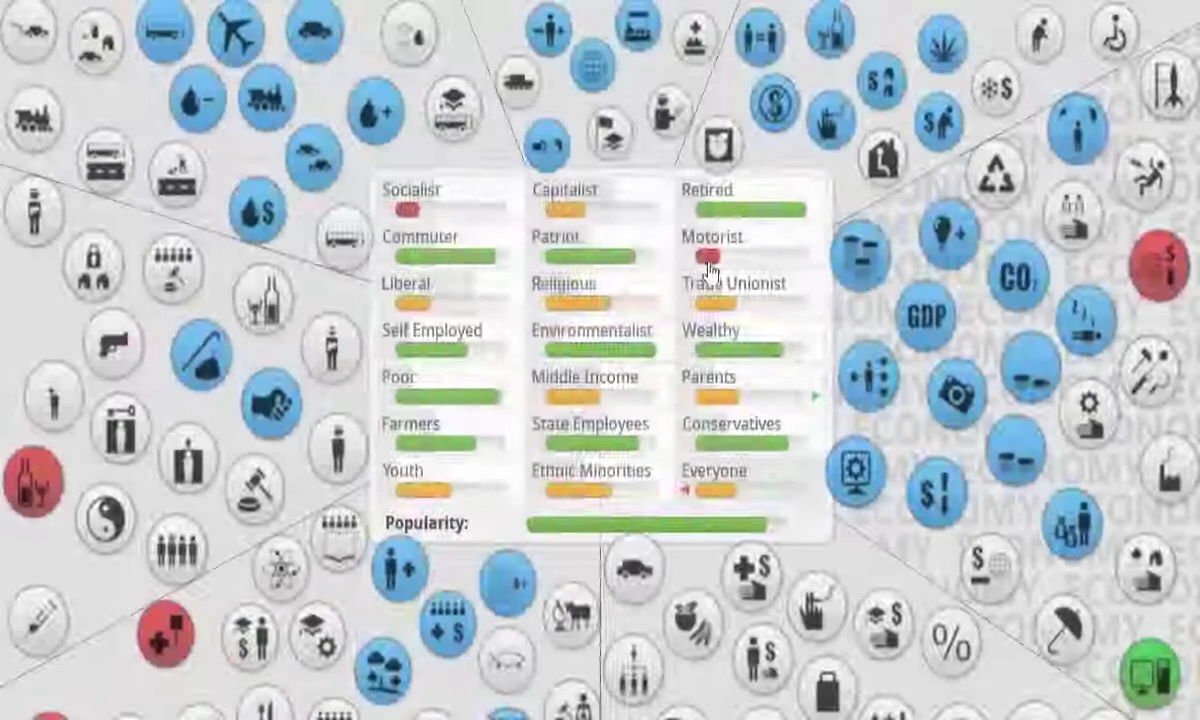 Socialist Capitalist Retired
Commuter Patriot Motorist
Liberal Religious Trade Unionist
Self Employed Environmentalist Wealthy
Poor Middle Income Parents
Farmers State Employees Conservatives
Youth Ethnic Minorities Everyone
Popularity:
CO₂
GDP
ECONOMY